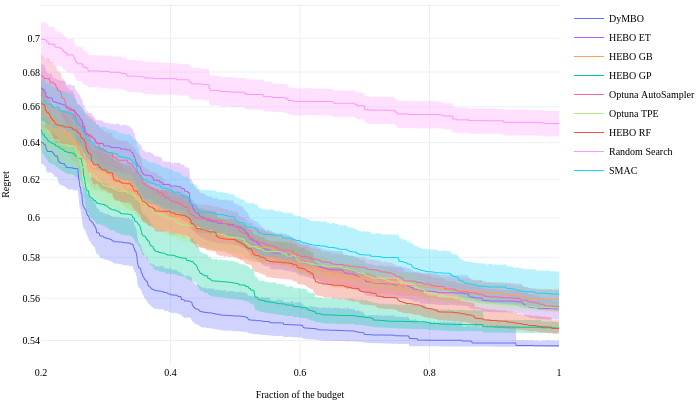 0.7
0.68
0.66
0.64
0.62
0.6
0.58
0.56
0.54
Regret
0.2
0.4
0.6
0.8
1
Fraction of the budget
DyMBO
HEBO ET
HEBO GB
HEBO GP
Optuna AutoSampler
Optuna TPE
HEBO RF
Random Search
SMAC